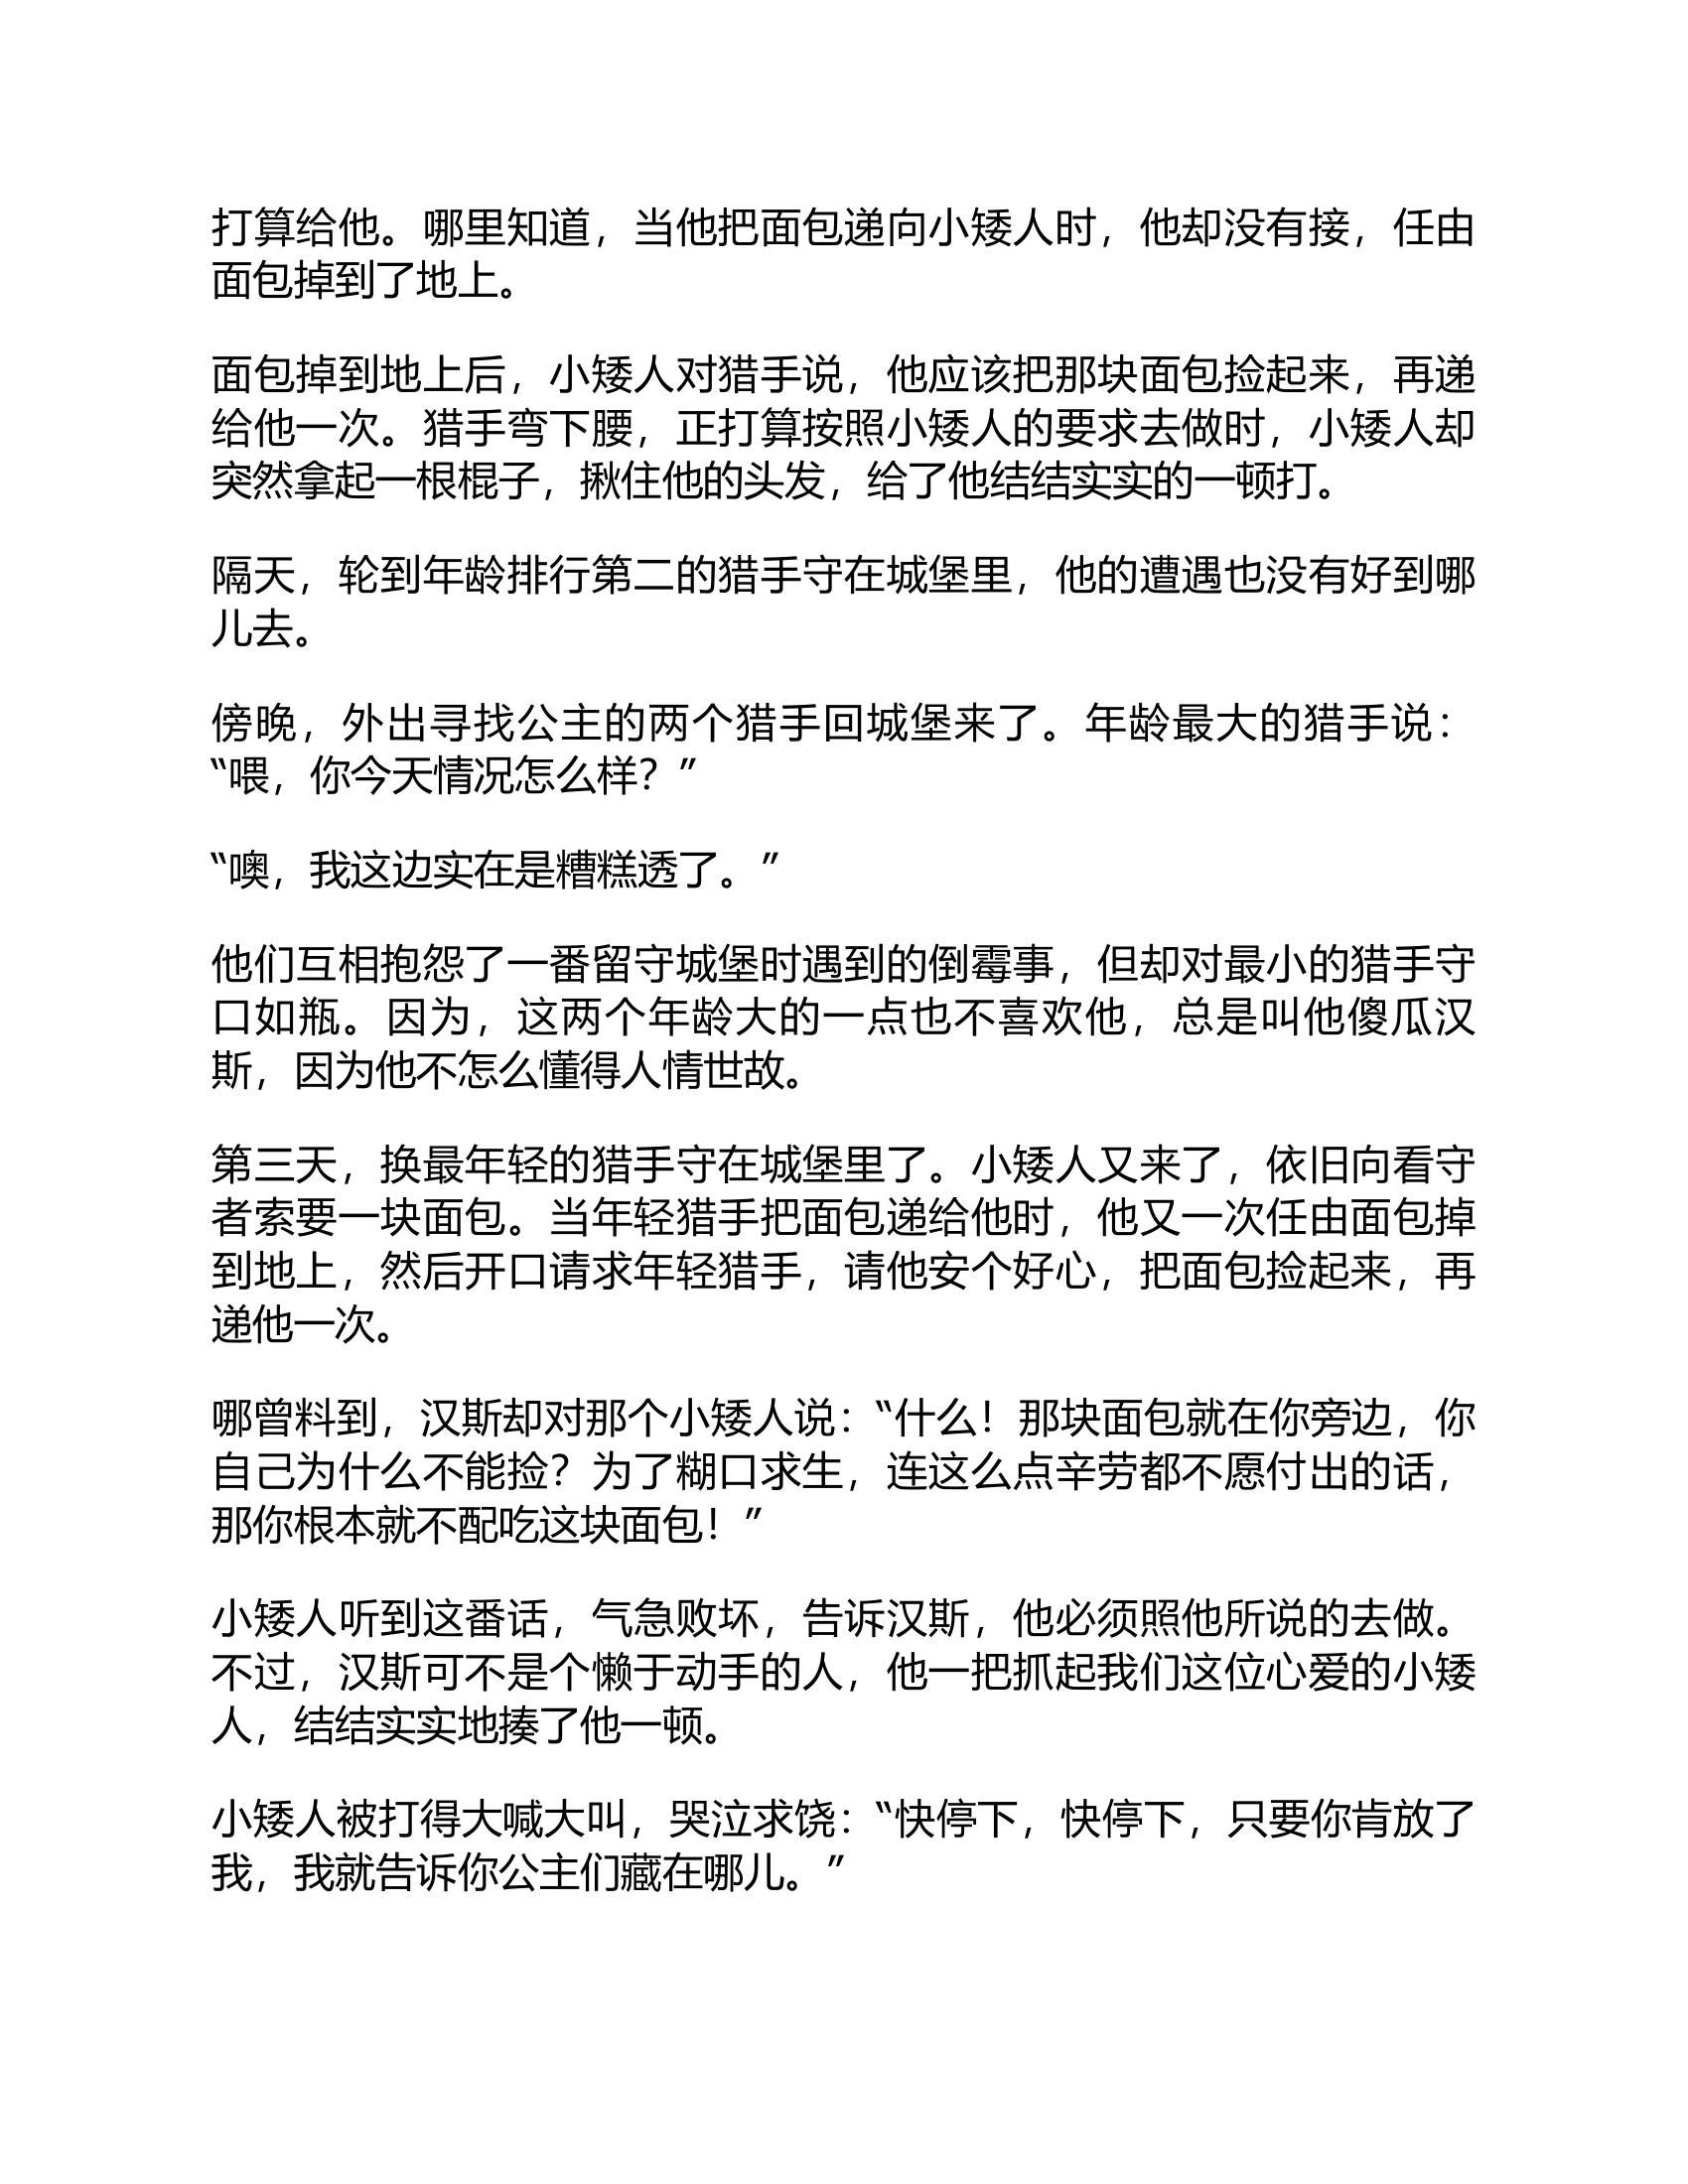 打算给他。哪里知道，当他把面包递向小矮人时，他却没有接，任由
面包掉到了地上。
面包掉到地上后，小矮人对猎手说，他应该把那块面包捡起来，再递
给他一次。猎手弯下腰，正打算按照小矮人的要求去做时，小矮人却
突然拿起一根棍子，揪住他的头发，给了他结结实实的一顿打。
隔天，轮到年龄排行第二的猎手守在城堡里，他的遭遇也没有好到哪
儿去。
傍晚，外出寻找公主的两个猎手回城堡来了。年龄最大的猎手说：
“喂，你今天情况怎么样？”
“噢，我这边实在是糟糕透了。”
他们互相抱怨了一番留守城堡时遇到的倒霉事，但却对最小的猎手守
口如瓶。因为，这两个年龄大的一点也不喜欢他，总是叫他傻瓜汉
斯，因为他不怎么懂得人情世故。
第三天，换最年轻的猎手守在城堡里了。小矮人又来了，依旧向看守
者索要一块面包。当年轻猎手把面包递给他时，他又一次任由面包掉
到地上，然后开口请求年轻猎手，请他安个好心，把面包捡起来，再
递他一次。
哪曾料到，汉斯却对那个小矮人说：“什么！那块面包就在你旁边，你
自己为什么不能捡？为了糊口求生，连这么点辛劳都不愿付出的话，
那你根本就不配吃这块面包！”
小矮人听到这番话，气急败坏，告诉汉斯，他必须照他所说的去做。
不过，汉斯可不是个懒于动手的人，他一把抓起我们这位心爱的小矮
人，结结实实地揍了他一顿。
小矮人被打得大喊大叫，哭泣求饶：“快停下，快停下，只要你肯放了
我，我就告诉你公主们藏在哪儿。”